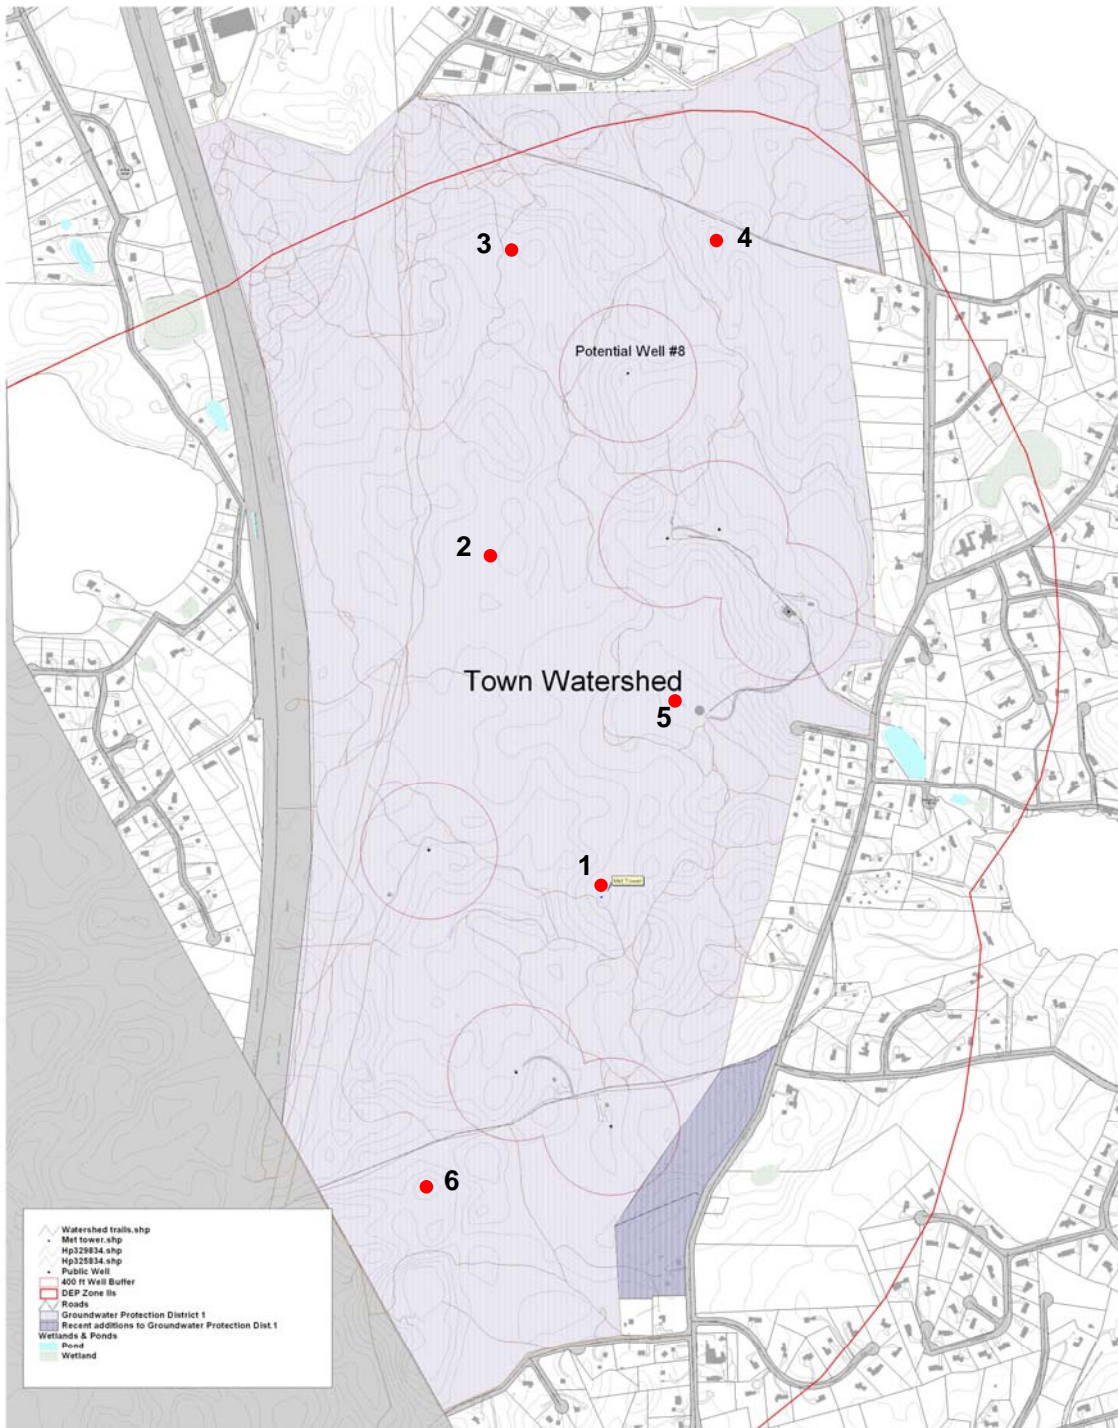 3
4
Potential Well #8
2
Town Watershed
5
1
Met Tower
6
Watershed trails.shp
Met tower.shp
Hp329834.shp
Hp325834.shp
Public Well
400 ft Well Buffer
DEP Zone IIs
Roads
Groundwater Protection District 1
Recent additions to Groundwater Protection Dist.1
Wetlands & Ponds
Pond
Wetland